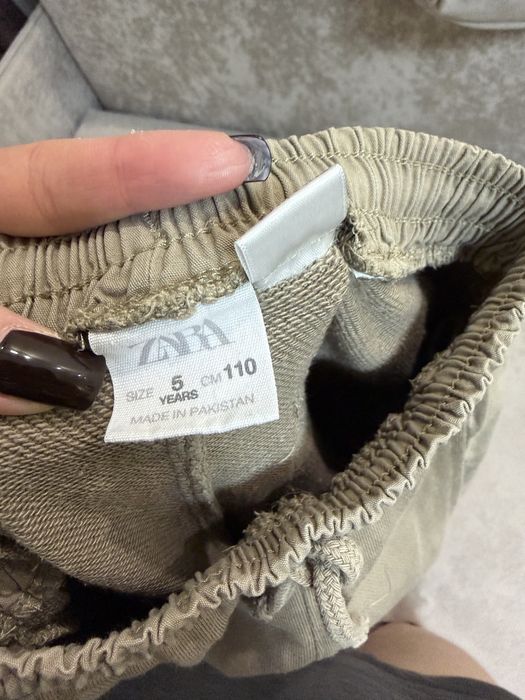 ZARA
SIZE 5 YEARS CM 110
MADE IN PAKISTAN